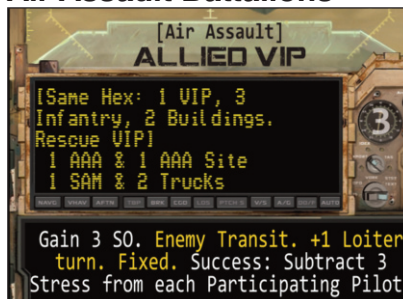 Air Assault Battalions
[Air Assault]
ALLIED VIP
[Same Hex: 1 VIP, 3
Infantry, 2 Buildings.
Rescue VIP]
1 AAA & 1 AAA Site
1 SAM & 2 Trucks
3
Gain 3 SO. Enemy Transit. +1 Loiter
turn. Fixed. Success: Subtract 3
Stress from each Participating Pilot